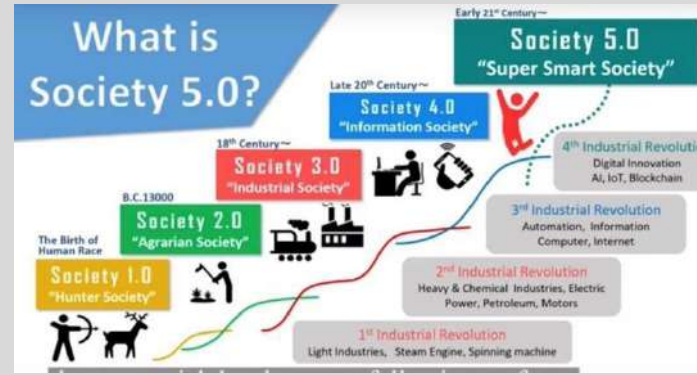 What is
Society 5.0?
Early 21st Century~
Society 5.0
"Super Smart Society"
Late 20th Century~
Society 4.0
"Information Society"
18th Century~
Society 3.0
"Industrial Society"
B.C.13000
Society 2.0
"Agrarian Society"
The Birth of
Human Race
Society 1.0
"Hunter Society"
4th Industrial Revoluti
Digital Innovation
AI, IoT, Blockchain
3rd Industrial Revolution
Automation, Information
Computer, Internet
2nd Industrial Revolution
Heavy & Chemical Industries, Electric
Power, Petroleum, Motors
1st Industrial Revolution
Light Industries, Steam Engine, Spinning machine